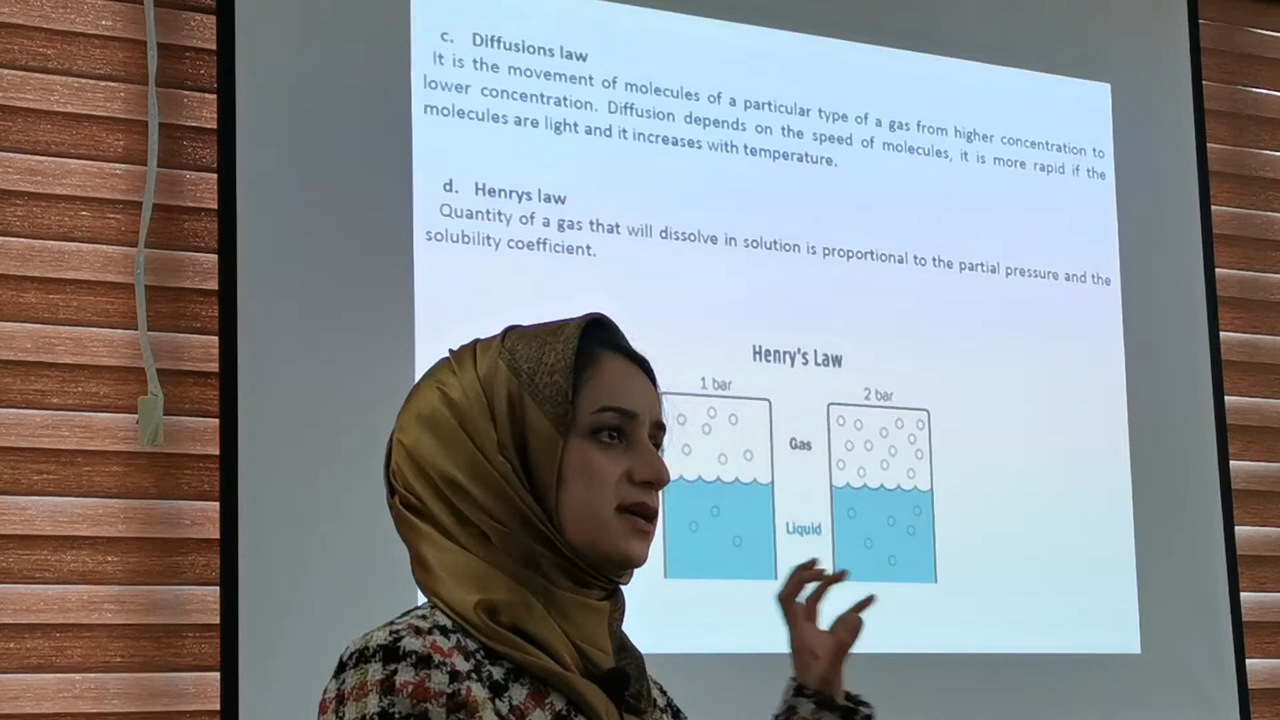 c. Diffusions law
It is the movement of molecules of a particular type of a gas from higher concentration to
lower concentration. Diffusion depends on the speed of molecules, it is more rapid if the
molecules are light and it increases with temperature.
d. Henrys law
Quantity of a gas that will dissolve in solution is proportional to the partial pressure and the
solubility coefficient.
Henry's Law
1 bar
2 bar
Gas
Liquid